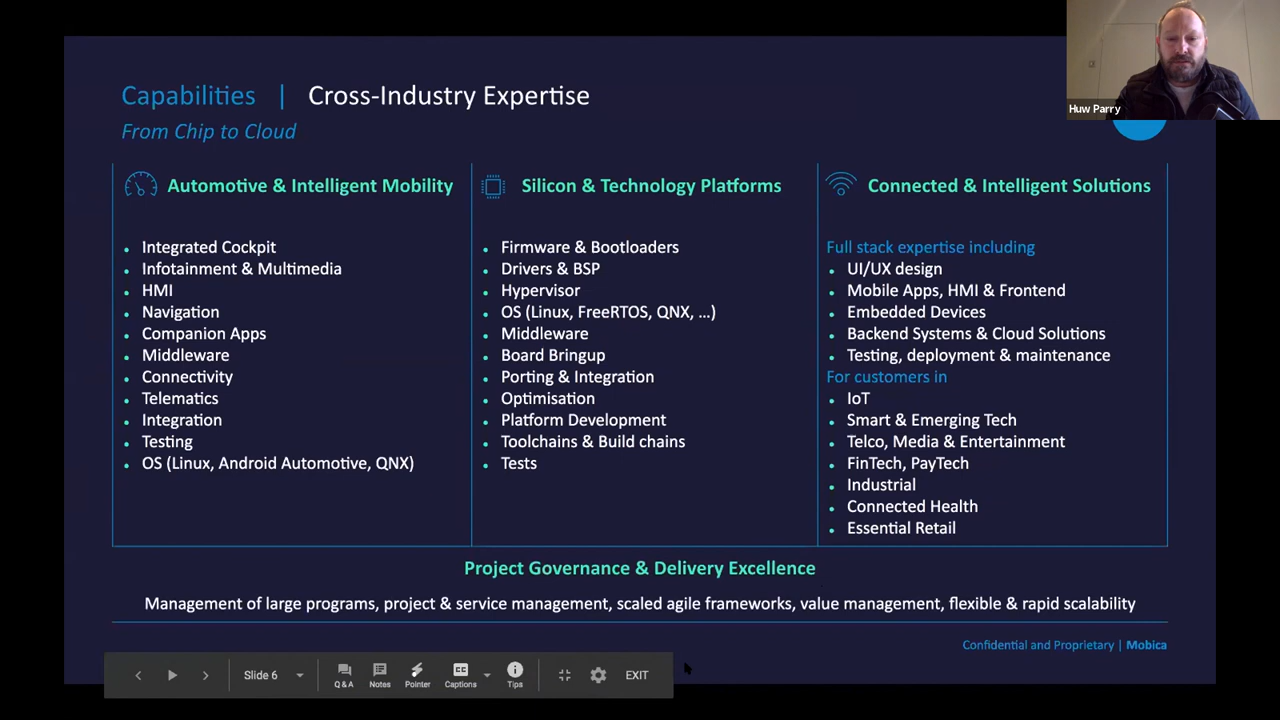 Capabilities | Cross-Industry Expertise
From Chip to Cloud
Huw Parry
Automotive & Intelligent Mobility
Integrated Cockpit
Infotainment & Multimedia
HMI
Navigation
Companion Apps
Middleware
Connectivity
Telematics
Integration
Testing
OS (Linux, Android Automotive, QNX)
Silicon & Technology Platforms
Firmware & Bootloaders
Drivers & BSP
Hypervisor
OS (Linux, FreeRTOS, QNX, ...)
Middleware
Board Bringup
Porting & Integration
Optimisation
Platform Development
Toolchains & Build chains
Tests
Connected & Intelligent Solutions
Full stack expertise including
UI/UX design
Mobile Apps, HMI & Frontend
Embedded Devices
Backend Systems & Cloud Solutions
Testing, deployment & maintenance
For customers in
IoT
Smart & Emerging Tech
Telco, Media & Entertainment
FinTech, PayTech
Industrial
Connected Health
Essential Retail
Project Governance & Delivery Excellence
Management of large programs, project & service management, scaled agile frameworks, value management, flexible & rapid scalability
Confidential and Proprietary | Mobica
Slide 6
Q&A
Notes
Pointer
Captions
Tips
EXIT